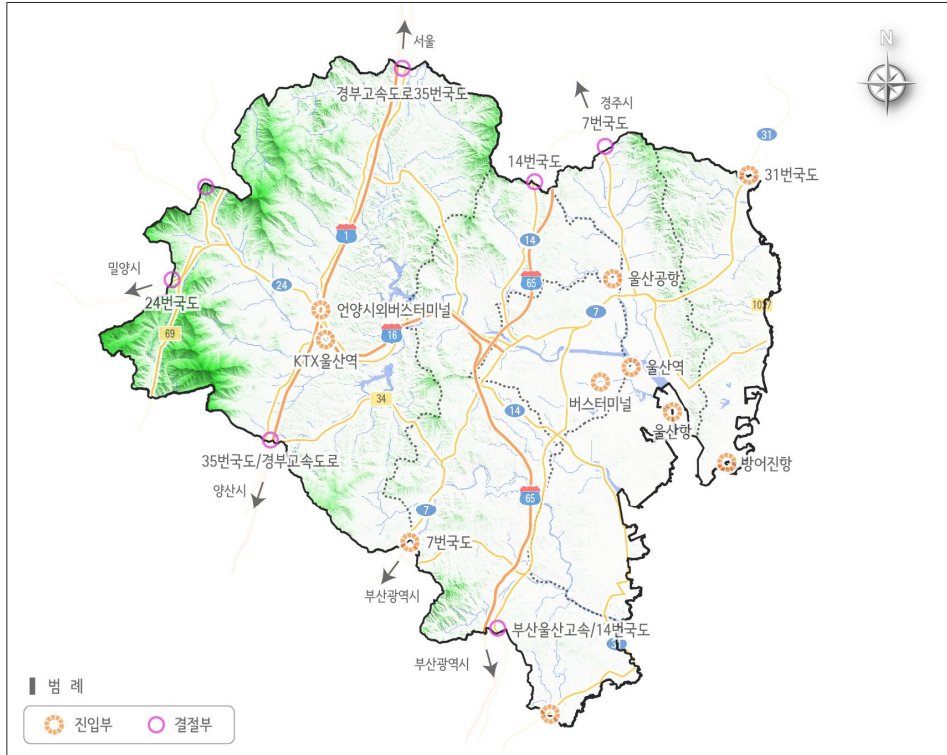 N
서울
경부고속도로35번국도
경주시
7번국도
31
31번국도
14번국도
1
14
65
밀양시
24번국도
24
울산공항
1027
언양시외버스터미널
7
69
16
KTX울산역
울산역
버스터미널
34
14
울산항
35번국도/경부고속도로
방어진항
양산시
65
7
7번국도
부산광역시
부산울산고속/14번국도
부산광역시
31
범 례
진입부
결절부